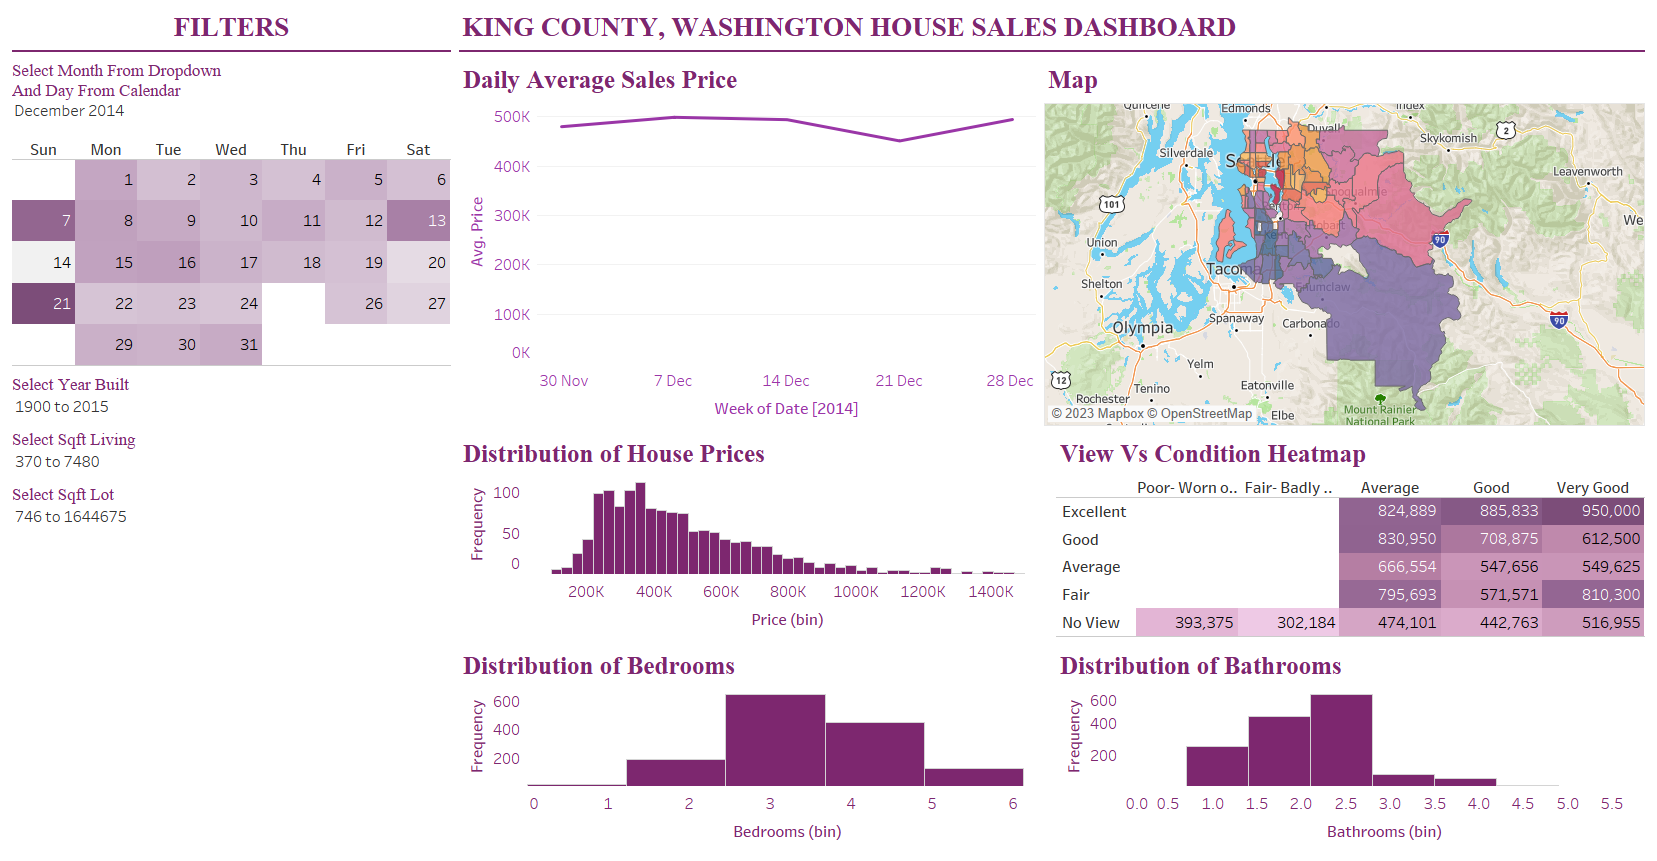 FILTERS
KING COUNTY, WASHINGTON HOUSE SALES DASHBOARD
Select Month From Dropdown
And Day From Calendar
December 2014
Sun Mon Tue Wed Thu Fri Sat
1 2 3 4 5 6
7 8 9 10 11 12 13
14 15 16 17 18 19 20
21 22 23 24 26 27
29 30 31
Select Year Built
1900 to 2015
Select Sqft Living
370 to 7480
Select Sqft Lot
746 to 1644675
Daily Average Sales Price
500K
400K
300K
200K
100K
0K
Avg. Price
30 Nov 7 Dec 14 Dec 21 Dec 28 Dec
Week of Date [2014]
Map
Quilcene
Edmonds
Index
Duvall
Skykomish
2
Silverdale
Leavenworth
Snoqualmie
101
We
Union
90
Kent
Hobart
Tacoma
Shelton
Enumclaw
Spanaway
Carbonado
90
Olympia
Yelm
12
Tenino
Eatonville
Rochester
Elbe
Mount Rainier
National Park
© 2023 Mapbox © OpenStreetMap
Distribution of House Prices
100
50
0
Frequency
200K 400K 600K 800K 1000K 1200K 1400K
Price (bin)
View Vs Condition Heatmap
Poor- Worn o.. Fair- Badly .. Average Good Very Good
Excellent 824,889 885,833 950,000
Good 830,950 708,875 612,500
Average 666,554 547,656 549,625
Fair 795,693 571,571 810,300
No View 393,375 302,184 474,101 442,763 516,955
Distribution of Bedrooms
600
400
200
Frequency
0 1 2 3 4 5 6
Bedrooms (bin)
Distribution of Bathrooms
600
400
200
Frequency
0.0 0.5 1.0 1.5 2.0 2.5 3.0 3.5 4.0 4.5 5.0 5.5
Bathrooms (bin)